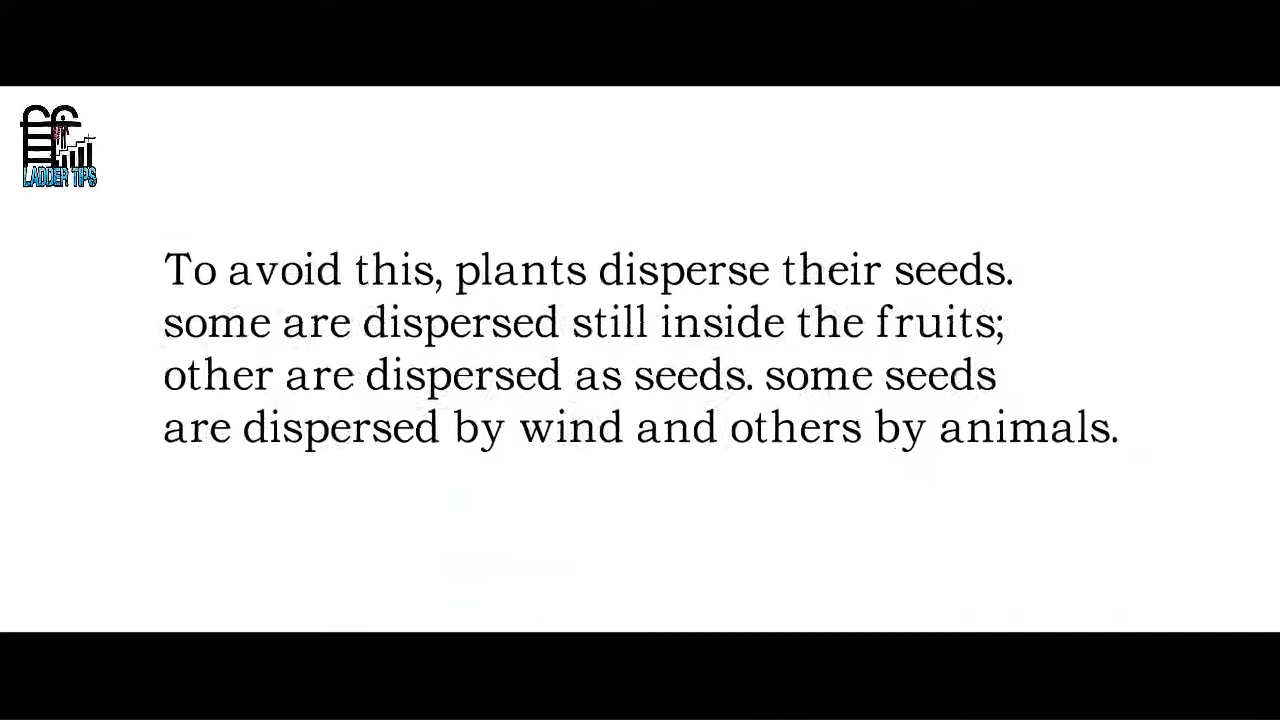 LADDER TIPS
To avoid this, plants disperse their seeds.
some are dispersed still inside the fruits;
other are dispersed as seeds. some seeds
are dispersed by wind and others by animals.